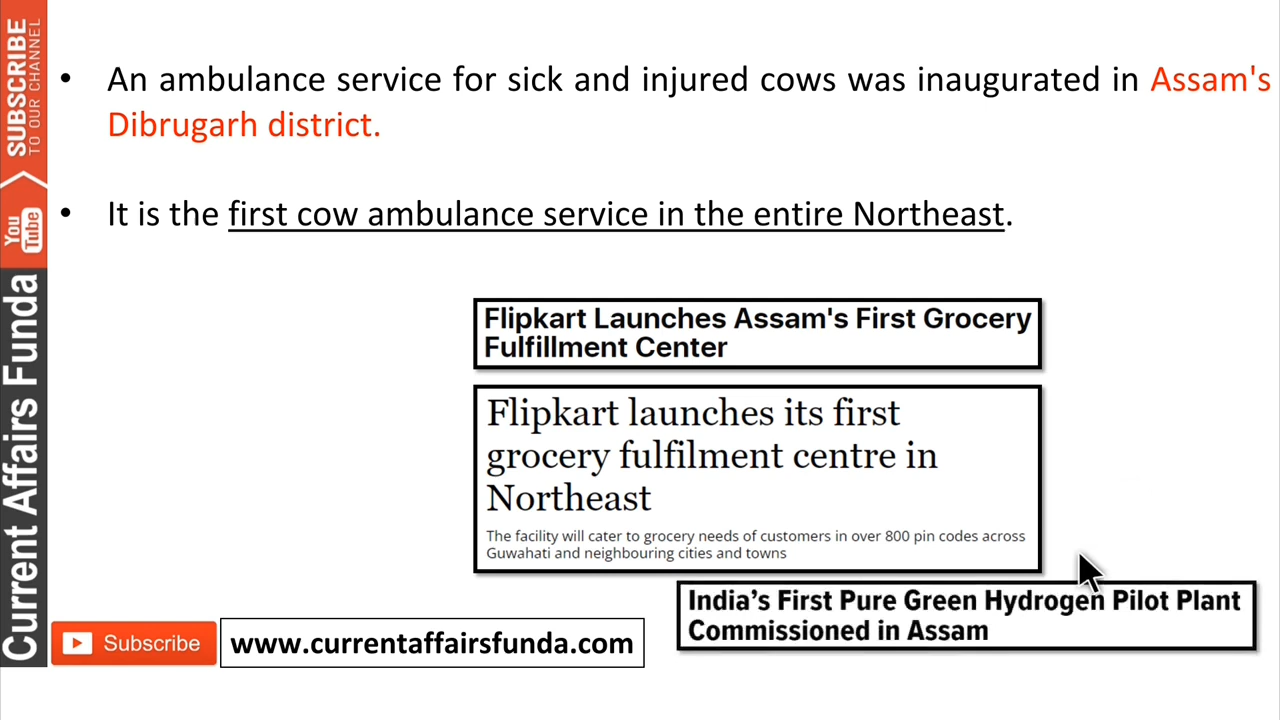 SUBSCRIBE
TO OUR CHANNEL
You Tube
Current Affairs Funda
• An ambulance service for sick and injured cows was inaugurated in Assam's
Dibrugarh district.
• It is the first cow ambulance service in the entire Northeast.
Flipkart Launches Assam's First Grocery
Fulfillment Center
Flipkart launches its first
grocery fulfilment centre in
Northeast
The facility will cater to grocery needs of customers in over 800 pin codes across
Guwahati and neighbouring cities and towns
India's First Pure Green Hydrogen Pilot Plant
Commissioned in Assam
Subscribe
www.currentaffairsfunda.com